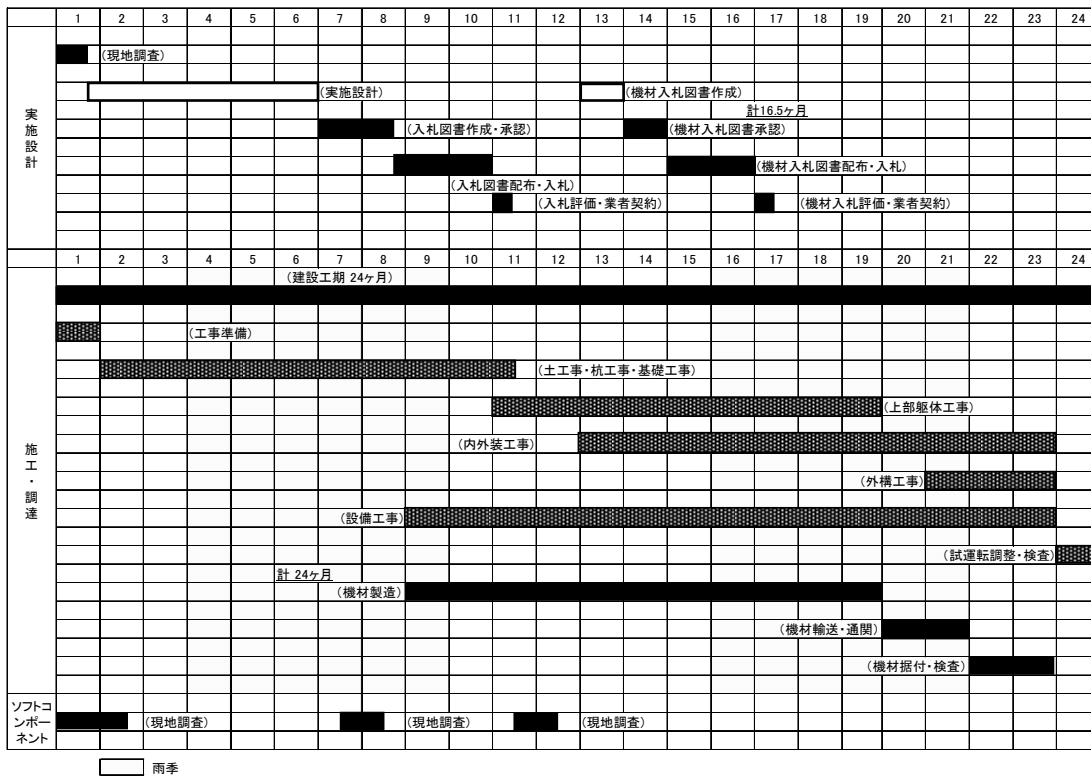 1 2 3 4 5 6 7 8 9 10 11 12 13 14 15 16 17 18 19 20 21 22 23 24
実施設計
(現地調査)
(実施設計) (機材入札図書作成)
計16.5ヶ月
(入札図書作成・承認) (機材入札図書承認)
(機材入札図書配布・入札)
(入札図書配布・入札)
(入札評価・業者契約) (機材入札評価・業者契約)
1 2 3 4 5 6 7 8 9 10 11 12 13 14 15 16 17 18 19 20 21 22 23 24
施工・調達
(建設工期 24ヶ月)
(工事準備)
(土工事・杭工事・基礎工事)
(上部躯体工事)
(内外装工事)
(外構工事)
(設備工事)
(試運転調整・検査)
計 24ヶ月
(機材製造)
(機材輸送・通関)
(機材据付・検査)
ソフトコ
ンポー
ネント
(現地調査) (現地調査) (現地調査)
雨季